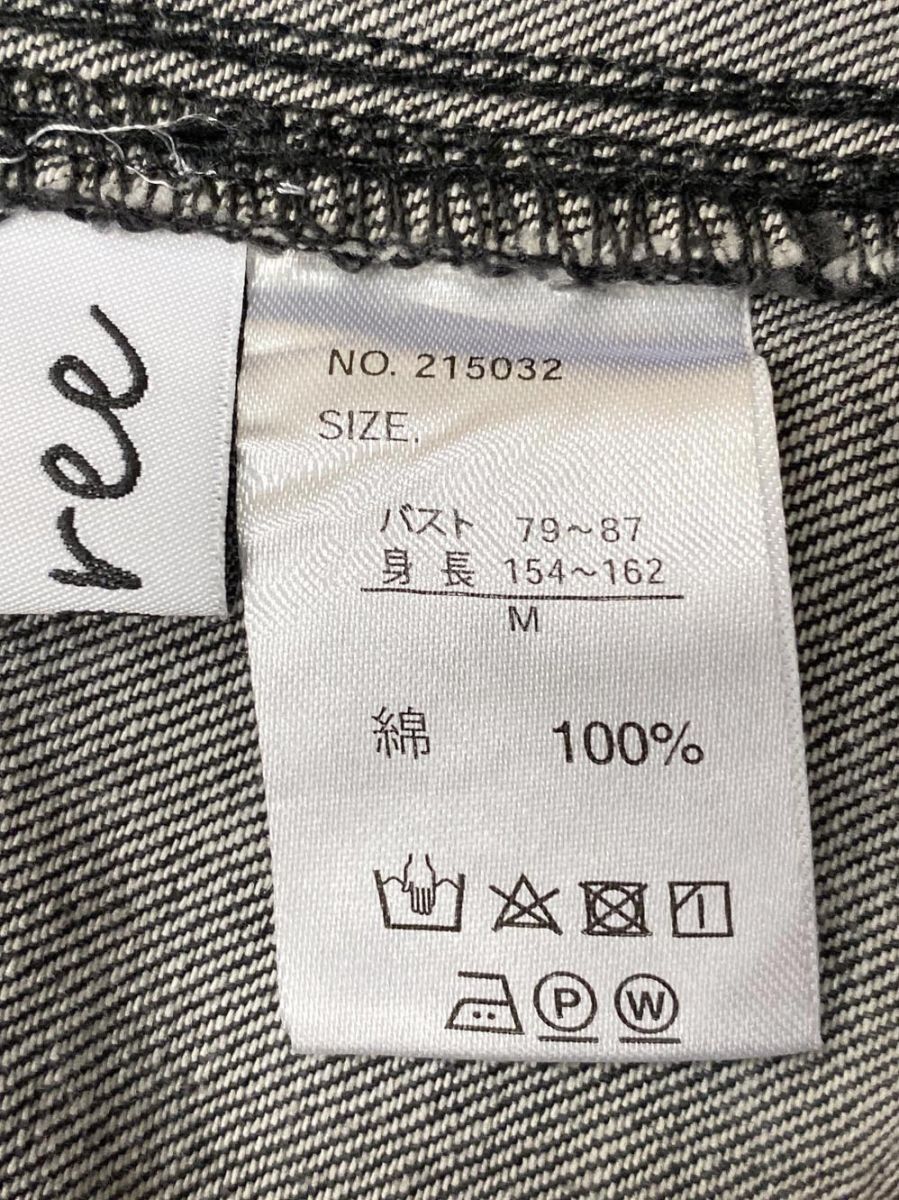 ree
NO. 215032
SIZE.
バスト 79～87
身長 154～162
M
綿 100%
P W